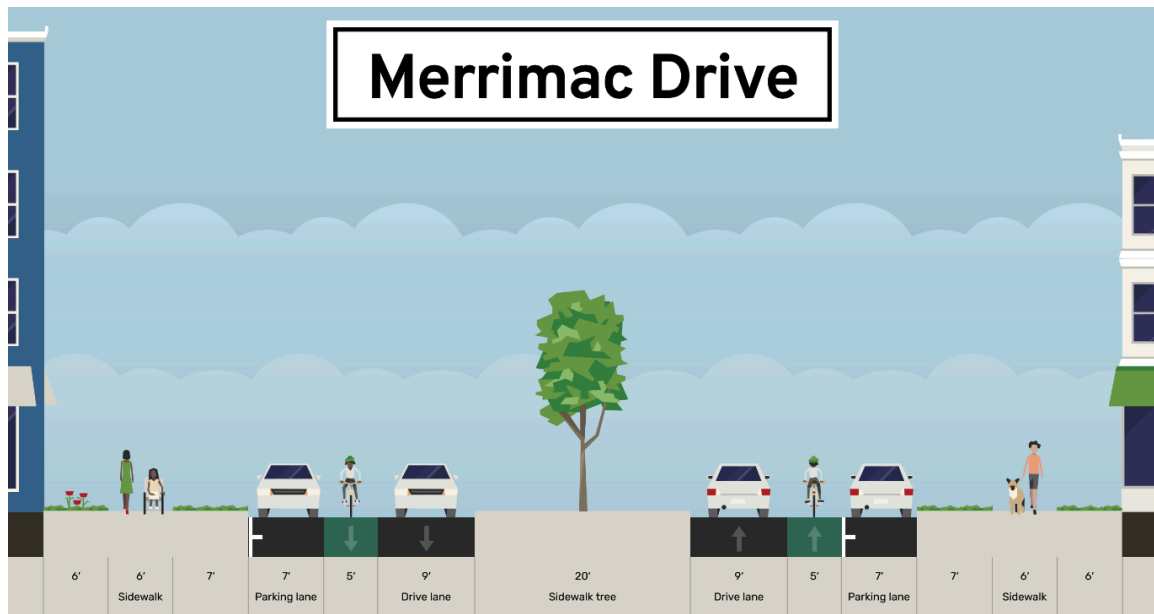 Merrimac Drive
6′ 6′ 7′ 7′ 5′ 9′ 20′ 9′ 5′ 7′ 7′ 6′ 6′
Sidewalk Parking lane Drive lane Sidewalk tree Drive lane Parking lane Sidewalk